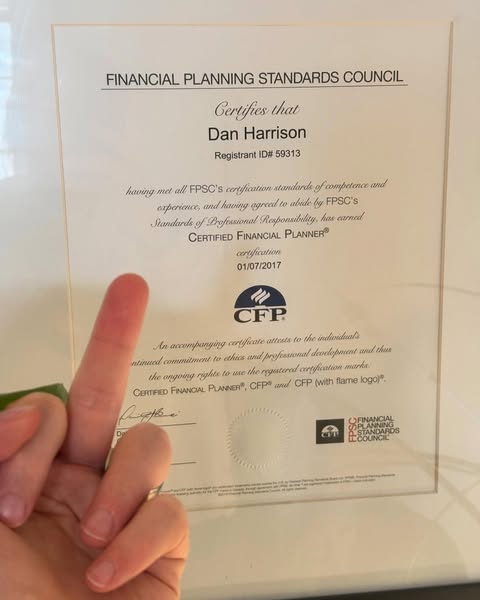 FINANCIAL PLANNING STANDARDS COUNCIL
Certifies that
Dan Harrison
Registrant ID# 59313
having met all FPSC's certification standards of competence and
experience, and having agreed to abide by FPSC's
Standards of Professional Responsibility, has earned
CERTIFIED FINANCIAL PLANNER®
certification
01/07/2017
CFP®
An accompanying certificate attests to the individual's
continued commitment to ethics and professional development and thus
the ongoing rights to use the registered certification marks
CERTIFIED FINANCIAL PLANNER®, CFP® and CFP (with flame logo)®.
CFP
FPSC
FINANCIAL
PLANNING
STANDARDS
COUNCIL